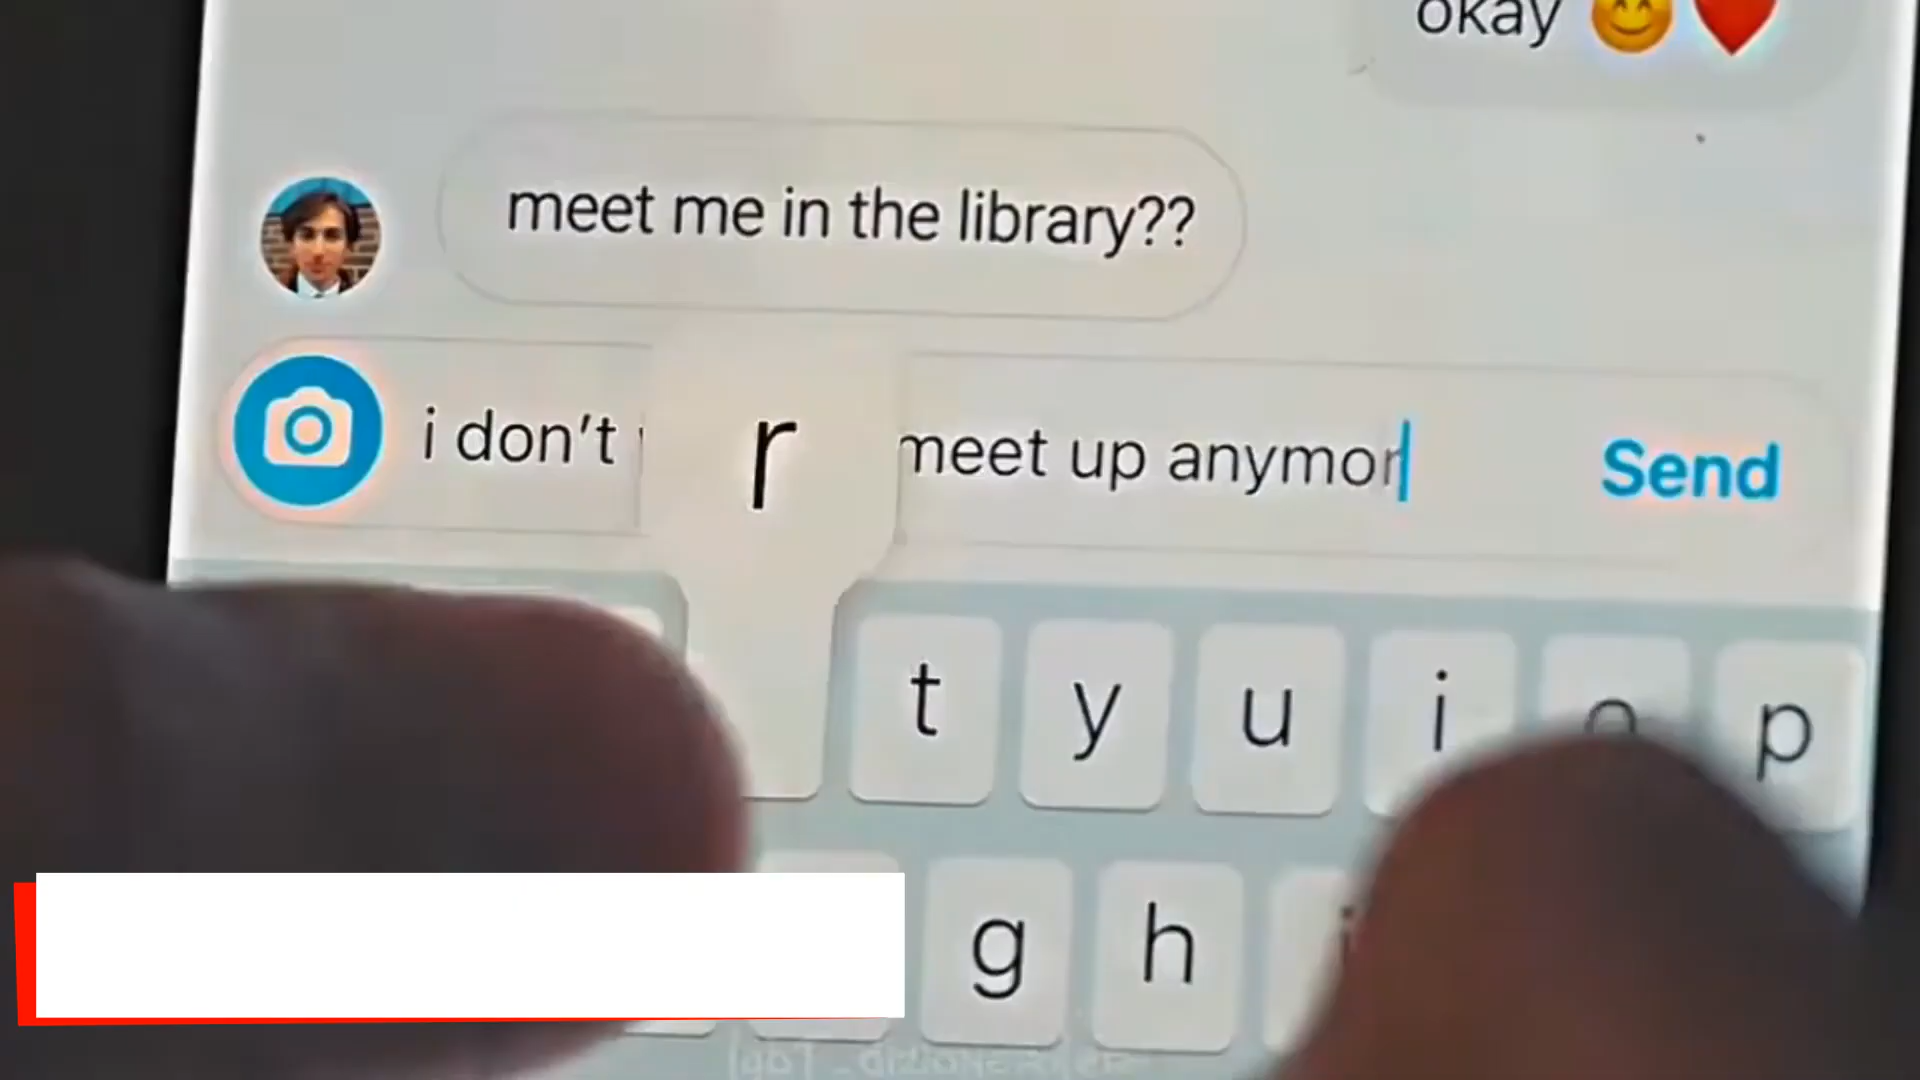 okay 😊❤️
meet me in the library??
i don't meet up anymor
Send
r
t y u i o p
g h